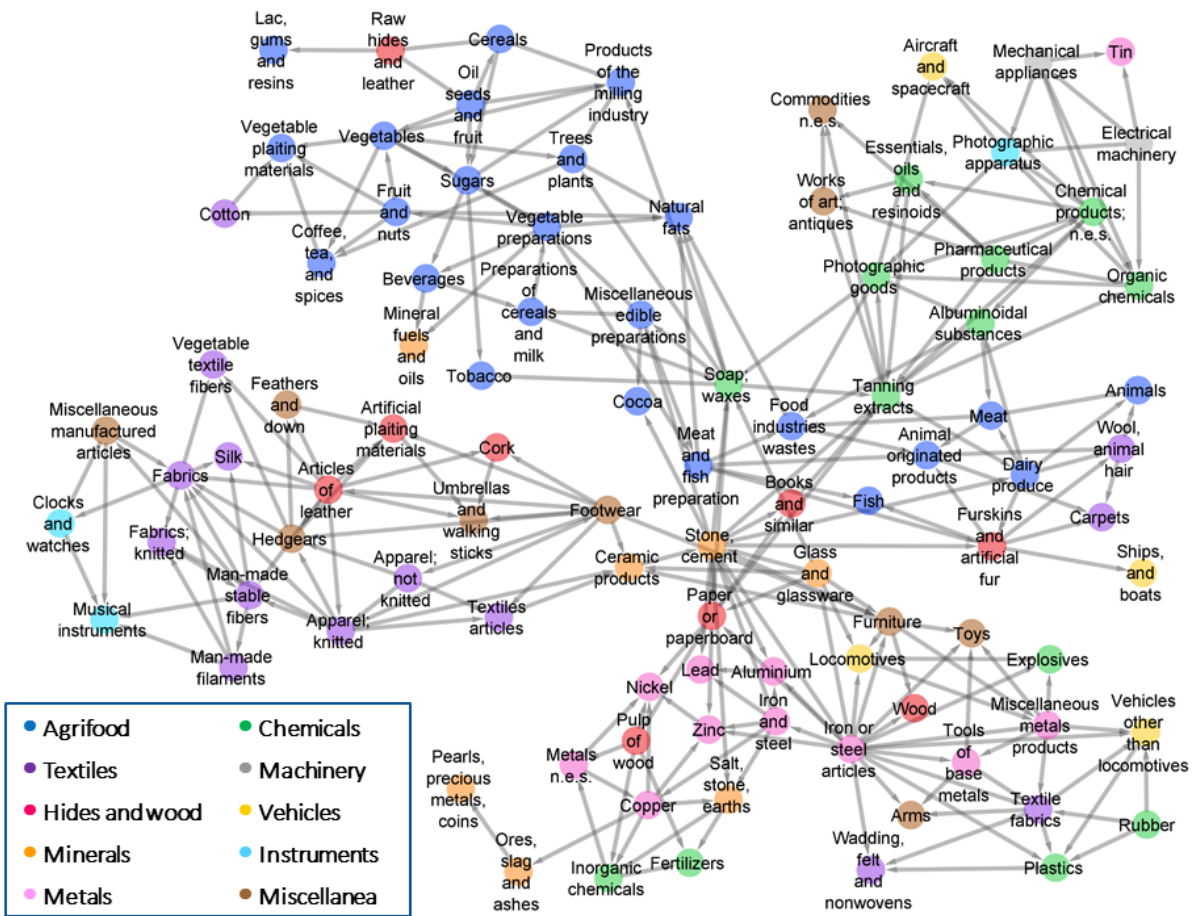 Lac,
gums
and
resins
Raw
hides
and
leather
Cereals
Oil
seeds
and
fruit
Products
of the
milling
industry
Aircraft
and
spacecraft
Mechanical
appliances
Tin
Commodities
n.e.s.
Vegetable
plaiting
materials
Vegetables
Trees
and
plants
Essentials,
oils
and
resinoids
Photographic
apparatus
Electrical
machinery
Cotton
Fruit
and
nuts
Sugars
Works
of art;
antiques
Chemical
products;
n.e.s.
Coffee,
tea,
and
spices
Vegetable
preparations
Natural
fats
Pharmaceutical
products
Beverages
Preparations
of
cereals
and
milk
Miscellaneous
edible
preparations
Photographic
goods
Organic
chemicals
Mineral
fuels
and
oils
Albuminoidal
substances
Vegetable
textile
fibers
Feathers
and
down
Tobacco
Cocoa
Soap;
waxes
Tanning
extracts
Animals
Miscellaneous
manufactured
articles
Artificial
plaiting
materials
Food
industries
wastes
Meat
Wool,
animal
hair
Silk
Cork
Meat
and
fish
preparation
Animal
originated
products
Dairy
produce
Fabrics
Articles
of
leather
Umbrellas
and
walking
sticks
Books
and
similar
Fish
Carpets
Clocks
and
watches
Fabrics;
knitted
Hedgears
Footwear
Stone,
cement
Furskins
and
artificial
fur
Ships,
and
boats
Man-made
stable
fibers
Apparel;
not
knitted
Ceramic
products
Glass
and
glassware
Musical
instruments
Apparel;
knitted
Textiles
articles
Paper
or
paperboard
Furniture
Toys
Man-made
filaments
Lead
Aluminium
Locomotives
Explosives
Nickel
Wood
Miscellaneous
metals
products
Vehicles
other
than
locomotives
Pulp
of
wood
Zinc
Iron
and
steel
Iron or
steel
articles
Tools
of
base
metals
Pearls,
precious
metals,
coins
Metals
n.e.s.
Salt,
stone,
earths
Copper
Arms
Textile
fabrics
Rubber
Ores,
slag
and
ashes
Inorganic
chemicals
Fertilizers
Wadding,
felt
and
nonwovens
Plastics
Agrifood
Chemicals
Textiles
Machinery
Hides and wood
Vehicles
Minerals
Instruments
Metals
Miscellanea